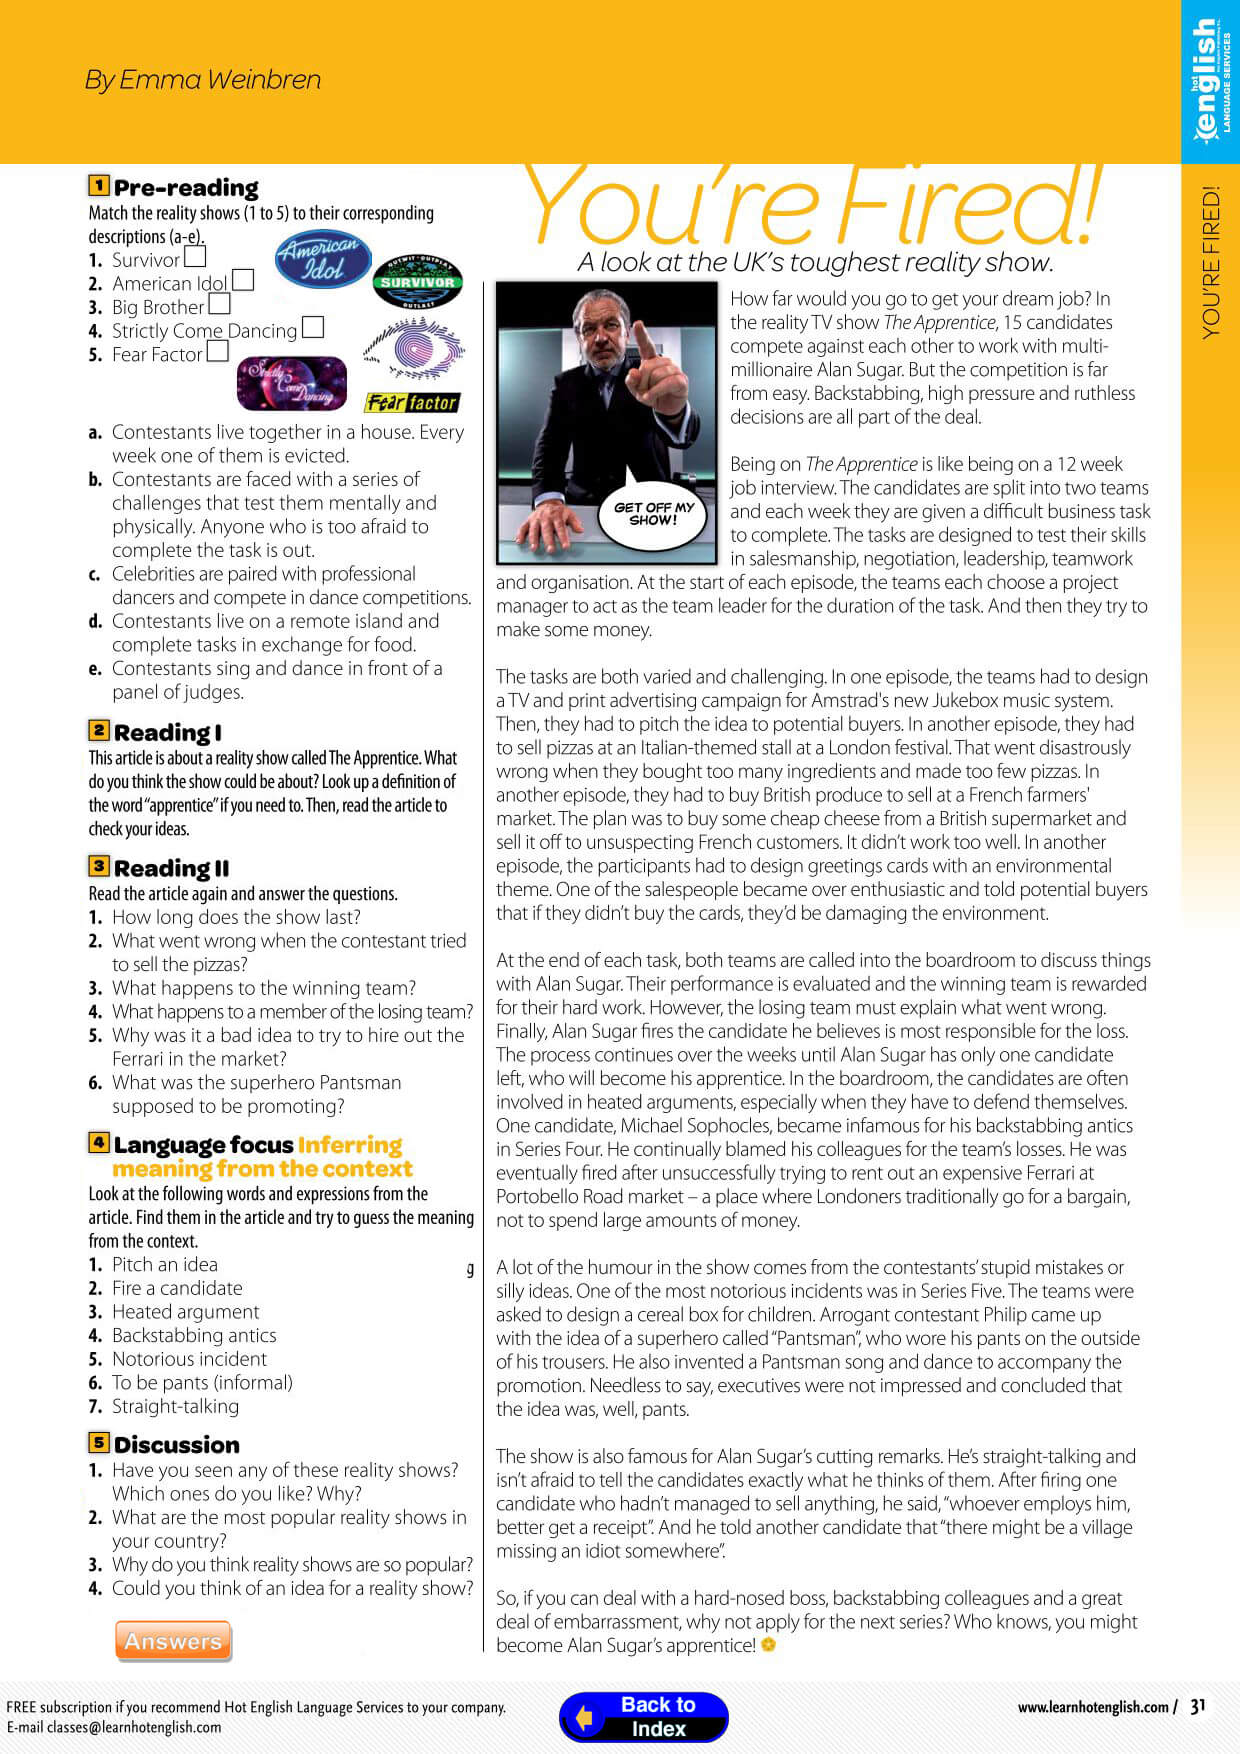 By Emma Weinbren
hot
english
LANGUAGE SERVICES
YOU'RE FIRED!
1 Pre-reading
Match the reality shows (1 to 5) to their corresponding
descriptions (a-e).
1. Survivor
2. American Idol
3. Big Brother
4. Strictly Come Dancing
5. Fear Factor
American
Idol
OUTWIT · OUTPLAY
SURVIVOR
OUTLAST
Strictly
Come
Dancing
Fear factor
a. Contestants live together in a house. Every
week one of them is evicted.
b. Contestants are faced with a series of
challenges that test them mentally and
physically. Anyone who is too afraid to
complete the task is out.
c. Celebrities are paired with professional
dancers and compete in dance competitions.
d. Contestants live on a remote island and
complete tasks in exchange for food.
e. Contestants sing and dance in front of a
panel of judges.
2 Reading I
This article is about a reality show called The Apprentice. What
do you think the show could be about? Look up a definition of
the word “apprentice” if you need to. Then, read the article to
check your ideas.
3 Reading II
Read the article again and answer the questions.
1. How long does the show last?
2. What went wrong when the contestant tried
to sell the pizzas?
3. What happens to the winning team?
4. What happens to a member of the losing team?
5. Why was it a bad idea to try to hire out the
Ferrari in the market?
6. What was the superhero Pantsman
supposed to be promoting?
4 Language focus Inferring
meaning from the context
Look at the following words and expressions from the
article. Find them in the article and try to guess the meaning
from the context.
1. Pitch an idea
g
2. Fire a candidate
3. Heated argument
4. Backstabbing antics
5. Notorious incident
6. To be pants (informal)
7. Straight-talking
5 Discussion
1. Have you seen any of these reality shows?
Which ones do you like? Why?
2. What are the most popular reality shows in
your country?
3. Why do you think reality shows are so popular?
4. Could you think of an idea for a reality show?
Answers
You're Fired!
A look at the UK's toughest reality show.
GET OFF MY
SHOW!
How far would you go to get your dream job? In
the reality TV show The Apprentice, 15 candidates
compete against each other to work with multi-
millionaire Alan Sugar. But the competition is far
from easy. Backstabbing, high pressure and ruthless
decisions are all part of the deal.
Being on The Apprentice is like being on a 12 week
job interview. The candidates are split into two teams
and each week they are given a difficult business task
to complete. The tasks are designed to test their skills
in salesmanship, negotiation, leadership, teamwork
and organisation. At the start of each episode, the teams each choose a project
manager to act as the team leader for the duration of the task. And then they try to
make some money.
The tasks are both varied and challenging. In one episode, the teams had to design
a TV and print advertising campaign for Amstrad's new Jukebox music system.
Then, they had to pitch the idea to potential buyers. In another episode, they had
to sell pizzas at an Italian-themed stall at a London festival. That went disastrously
wrong when they bought too many ingredients and made too few pizzas. In
another episode, they had to buy British produce to sell at a French farmers'
market. The plan was to buy some cheap cheese from a British supermarket and
sell it off to unsuspecting French customers. It didn't work too well. In another
episode, the participants had to design greetings cards with an environmental
theme. One of the salespeople became over enthusiastic and told potential buyers
that if they didn't buy the cards, they'd be damaging the environment.
At the end of each task, both teams are called into the boardroom to discuss things
with Alan Sugar. Their performance is evaluated and the winning team is rewarded
for their hard work. However, the losing team must explain what went wrong.
Finally, Alan Sugar fires the candidate he believes is most responsible for the loss.
The process continues over the weeks until Alan Sugar has only one candidate
left, who will become his apprentice. In the boardroom, the candidates are often
involved in heated arguments, especially when they have to defend themselves.
One candidate, Michael Sophocles, became infamous for his backstabbing antics
in Series Four. He continually blamed his colleagues for the team's losses. He was
eventually fired after unsuccessfully trying to rent out an expensive Ferrari at
Portobello Road market – a place where Londoners traditionally go for a bargain,
not to spend large amounts of money.
A lot of the humour in the show comes from the contestants' stupid mistakes or
silly ideas. One of the most notorious incidents was in Series Five. The teams were
asked to design a cereal box for children. Arrogant contestant Philip came up
with the idea of a superhero called “Pantsman”, who wore his pants on the outside
of his trousers. He also invented a Pantsman song and dance to accompany the
promotion. Needless to say, executives were not impressed and concluded that
the idea was, well, pants.
The show is also famous for Alan Sugar's cutting remarks. He's straight-talking and
isn't afraid to tell the candidates exactly what he thinks of them. After firing one
candidate who hadn't managed to sell anything, he said, “whoever employs him,
better get a receipt”. And he told another candidate that “there might be a village
missing an idiot somewhere”.
So, if you can deal with a hard-nosed boss, backstabbing colleagues and a great
deal of embarrassment, why not apply for the next series? Who knows, you might
become Alan Sugar's apprentice!
FREE subscription if you recommend Hot English Language Services to your company.
E-mail classes@learnhotenglish.com
Back to
Index
www.learnhotenglish.com / 31